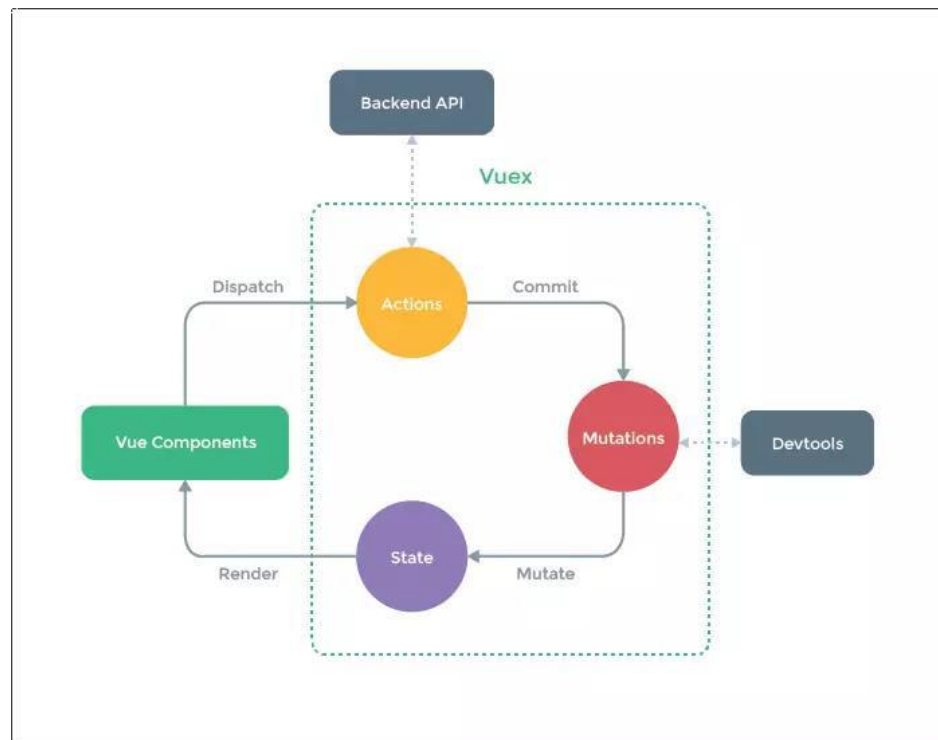 Backend API
Vuex
Dispatch
Actions
Commit
Vue Components
Mutations
Devtools
State
Render
Mutate